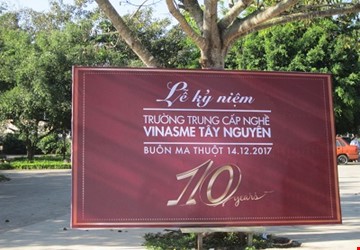 Lễ kỷ niệm
TRƯỜNG TRUNG CẤP NGHỀ
VINASME TÂY NGUYÊN
BUÔN MA THUỘT 14.12.2017
10 years